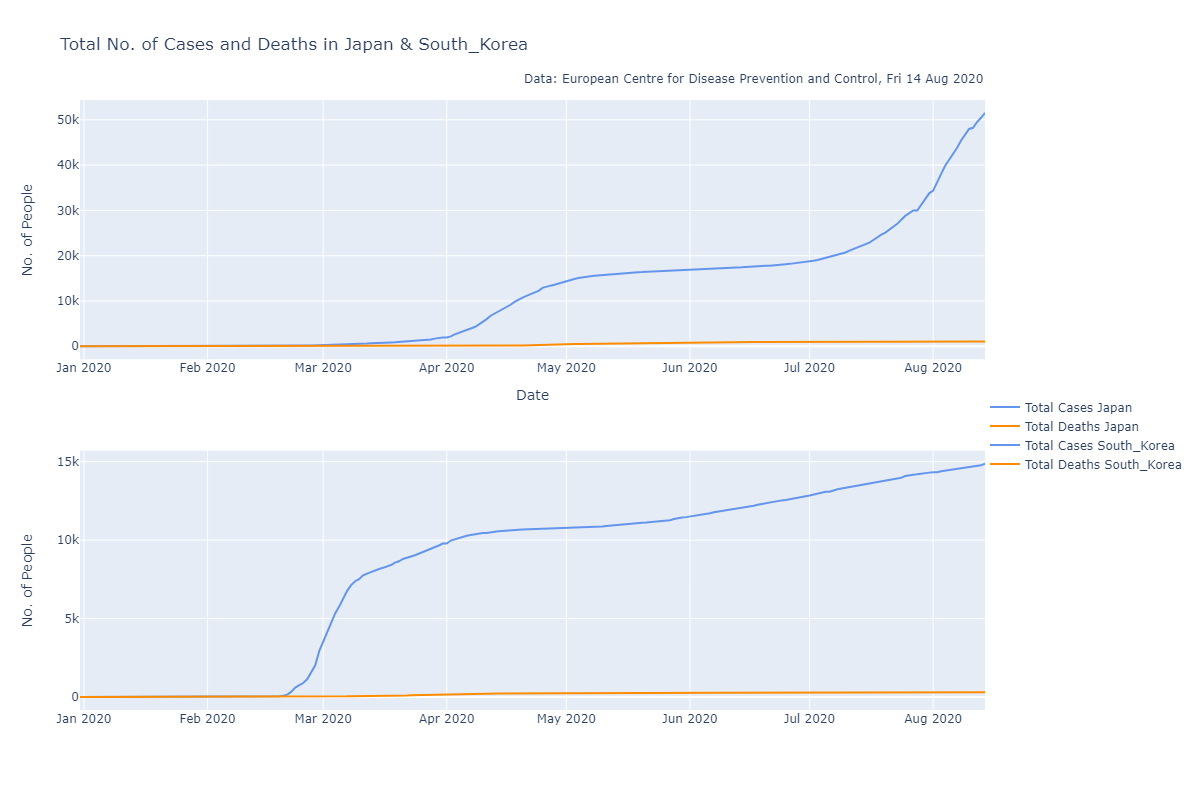 Total No. of Cases and Deaths in Japan & South_Korea
Data: European Centre for Disease Prevention and Control, Fri 14 Aug 2020
50k
40k
30k
20k
10k
0
No. of People
Jan 2020 Feb 2020 Mar 2020 Apr 2020 May 2020 Jun 2020 Jul 2020 Aug 2020
Date
Total Cases Japan
Total Deaths Japan
Total Cases South_Korea
Total Deaths South_Korea
15k
10k
5k
0
No. of People
Jan 2020 Feb 2020 Mar 2020 Apr 2020 May 2020 Jun 2020 Jul 2020 Aug 2020